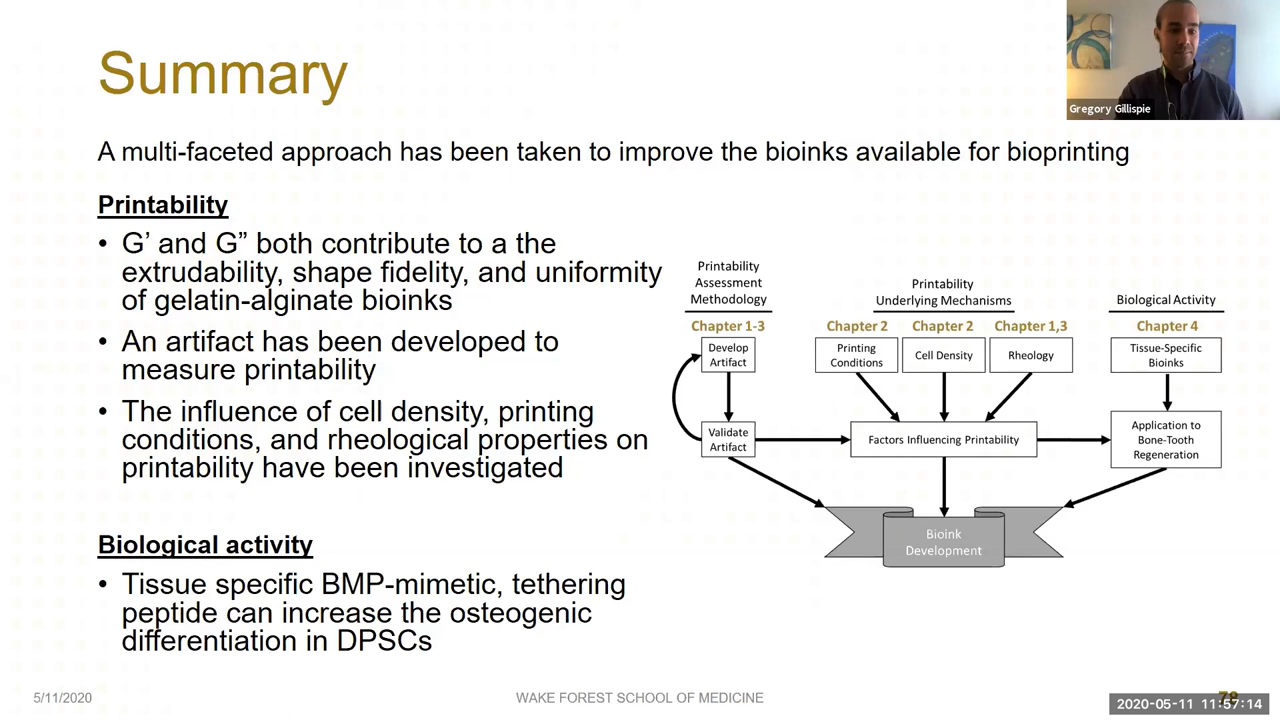 Summary
Gregory Gillispie
A multi-faceted approach has been taken to improve the bioinks available for bioprinting
Printability
• G’ and G” both contribute to a the
extrudability, shape fidelity, and uniformity
of gelatin-alginate bioinks
• An artifact has been developed to
measure printability
• The influence of cell density, printing
conditions, and rheological properties on
printability have been investigated
Biological activity
• Tissue specific BMP-mimetic, tethering
peptide can increase the osteogenic
differentiation in DPSCs
Printability
Assessment
Methodology
Chapter 1-3
Develop
Artifact
Validate
Artifact
Printability
Underlying Mechanisms
Chapter 2
Printing
Conditions
Chapter 2
Cell Density
Chapter 1,3
Rheology
Factors Influencing Printability
Biological Activity
Chapter 4
Tissue-Specific
Bioinks
Application to
Bone-Tooth
Regeneration
Bioink
Development
5/11/2020
WAKE FOREST SCHOOL OF MEDICINE
2020-05-11 11:57:14